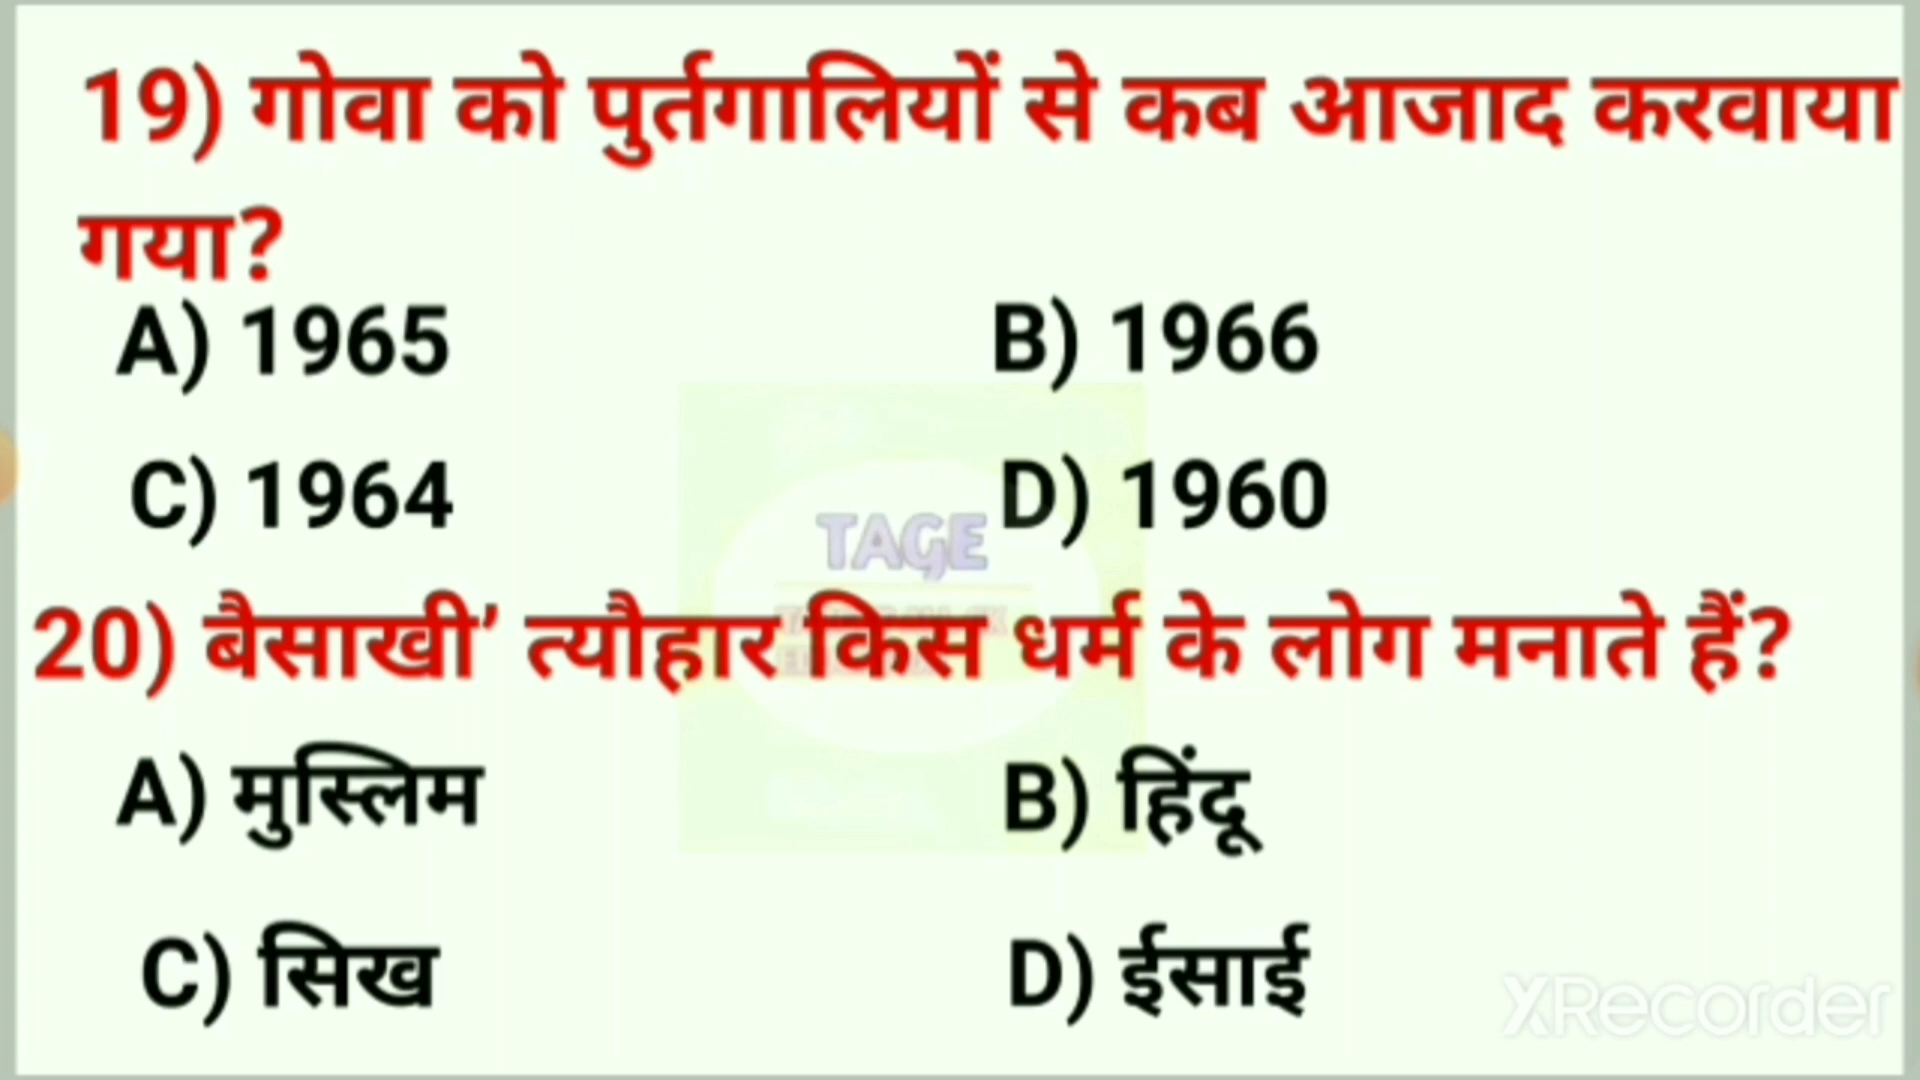 19) गोवा को पुर्तगालियों से कब आजाद करवाया
गया?
A) 1965 B) 1966
C) 1964 D) 1960
TAGE
20) बैसाखी’ त्यौहार किस धर्म के लोग मनाते हैं?
A) मुस्लिम B) हिंदू
C) सिख D) ईसाई
XRecorder